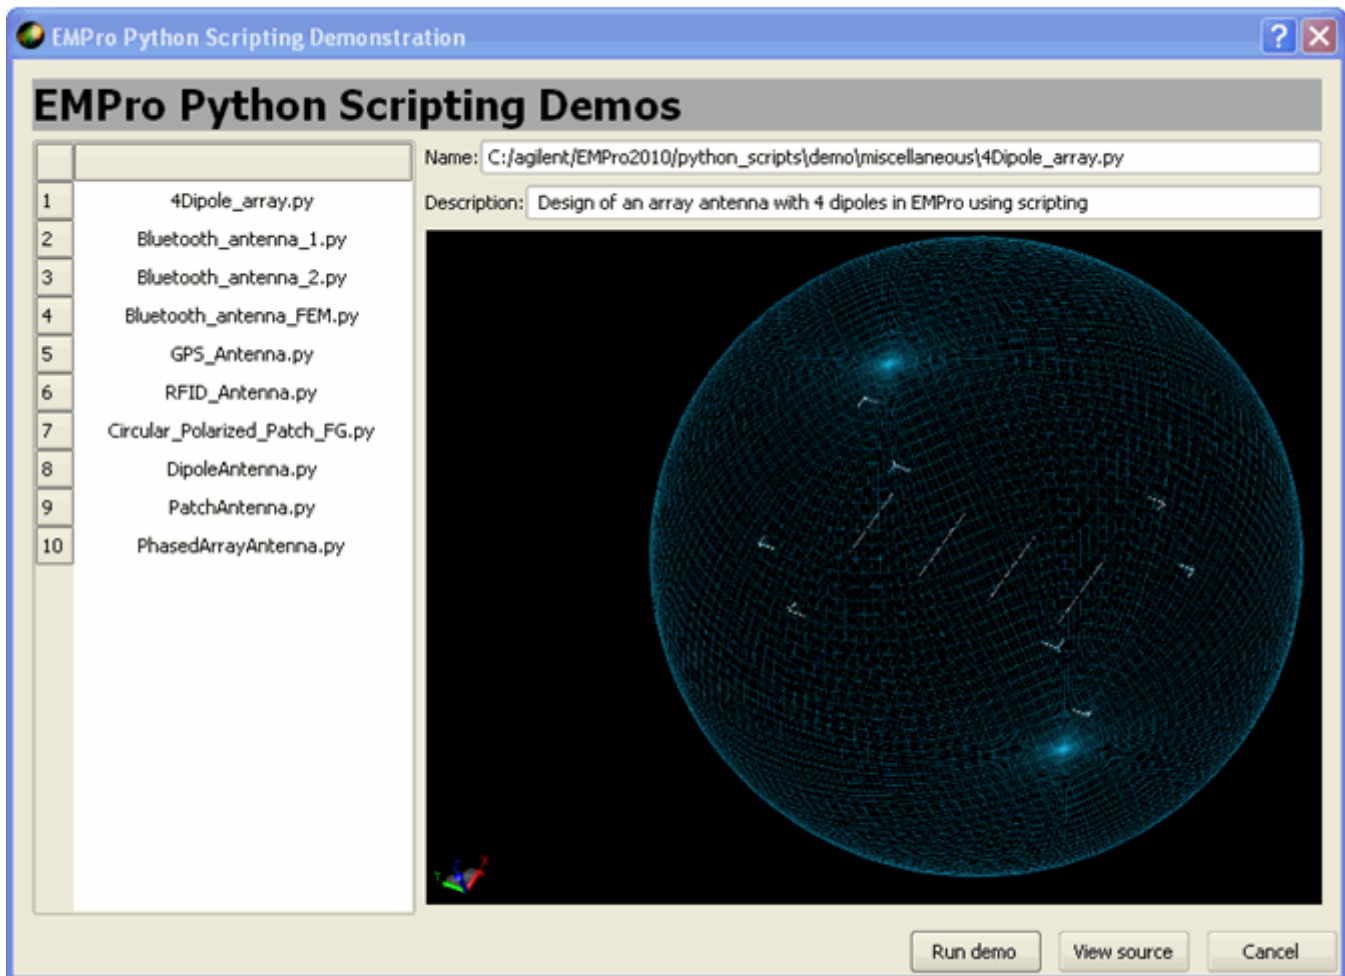 EMPro Python Scripting Demonstration
EMPro Python Scripting Demos
Name: C:/agilent/EMPro2010/python_scripts\demo\miscellaneous\4Dipole_array.py
Description: Design of an array antenna with 4 dipoles in EMPro using scripting
1 4Dipole_array.py
2 Bluetooth_antenna_1.py
3 Bluetooth_antenna_2.py
4 Bluetooth_antenna_FEM.py
5 GPS_Antenna.py
6 RFID_Antenna.py
7 Circular_Polarized_Patch_FG.py
8 DipoleAntenna.py
9 PatchAntenna.py
10 PhasedArrayAntenna.py
Y Z X
Run demo View source Cancel